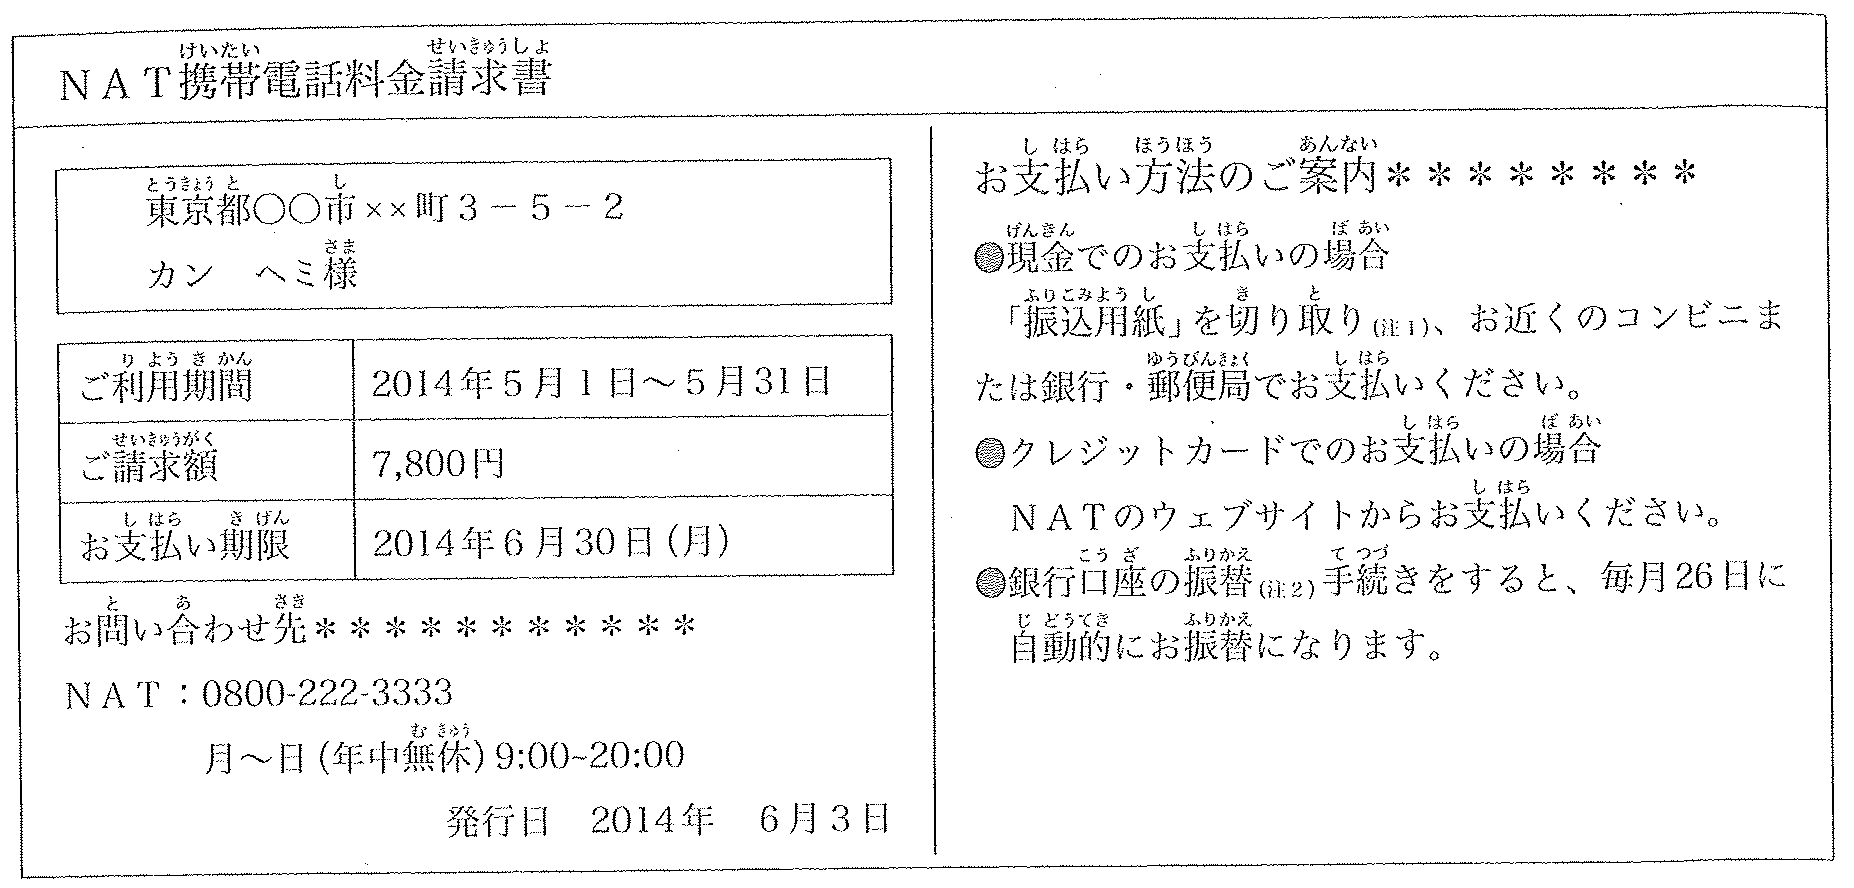 NAT携帯電話料金請求書
東京都○○市××町3-5-2
カン ヘミ様
ご利用期間 2014年5月1日～5月31日
ご請求額 7,800円
お支払い期限 2014年6月30日(月)
お問い合わせ先＊＊＊＊＊＊＊＊＊＊
NAT：0800-222-3333
月～日(年中無休)9:00~20:00
発行日 2014年 6月3日
お支払い方法のご案内＊＊＊＊＊＊＊＊
●現金でのお支払いの場合
「振込用紙」を切り取り(注1)、お近くのコンビニま
たは銀行・郵便局でお支払いください。
●クレジットカードでのお支払いの場合
NATのウェブサイトからお支払いください。
●銀行口座の振替(注2)手続きをすると、毎月26日に
自動的にお振替になります。